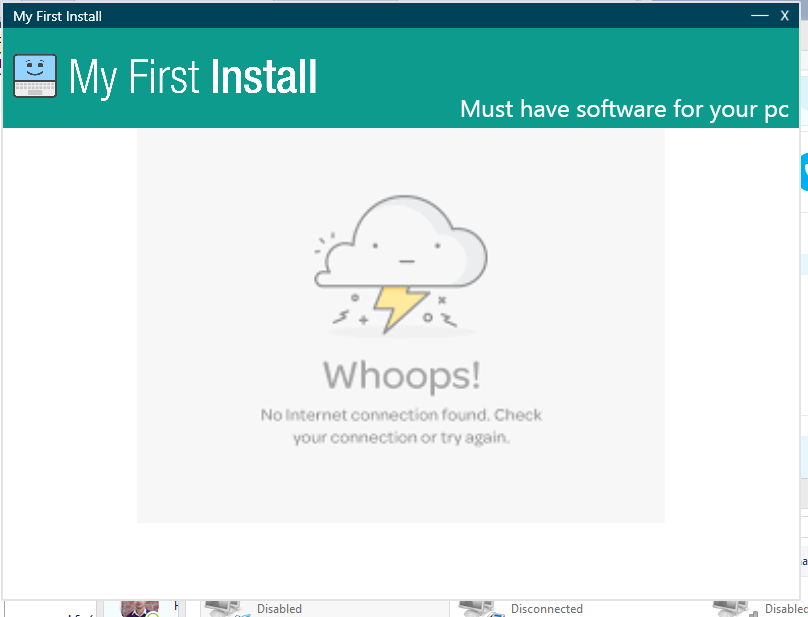 My First Install
My First Install
Must have software for your pc
Whoops!
No Internet connection found. Check
your connection or try again.
Disabled
Disconnected